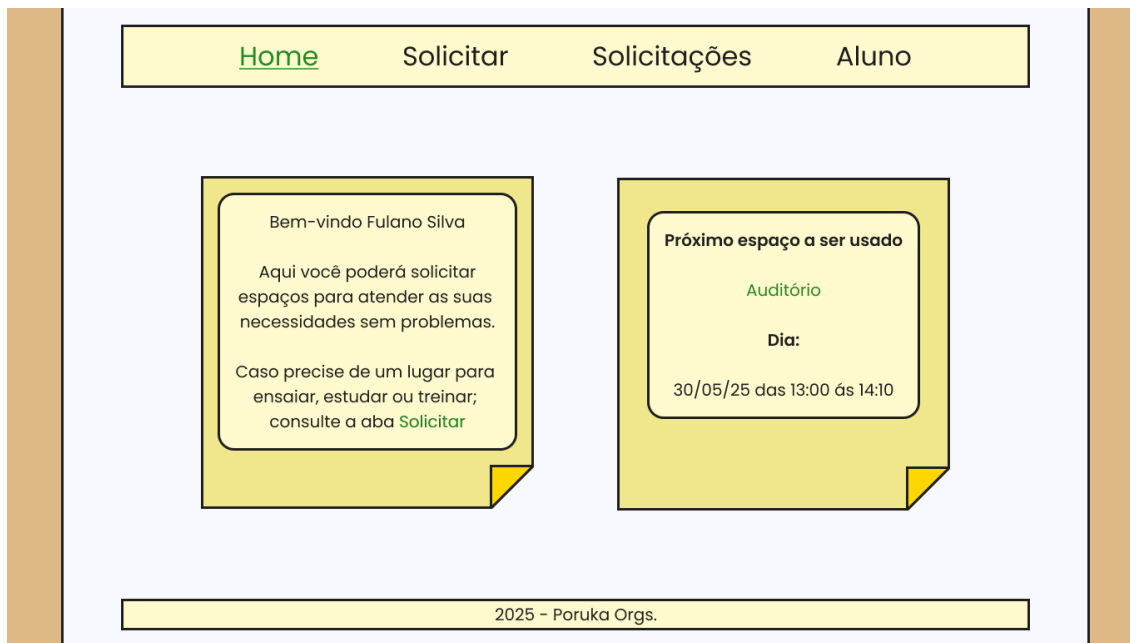 Home Solicitar Solicitações Aluno
Bem-vindo Fulano Silva
Aqui você poderá solicitar
espaços para atender as suas
necessidades sem problemas.
Caso precise de um lugar para
ensaiar, estudar ou treinar;
consulte a aba Solicitar
Próximo espaço a ser usado
Auditório
Dia:
30/05/25 das 13:00 ás 14:10
2025 - Poruka Orgs.